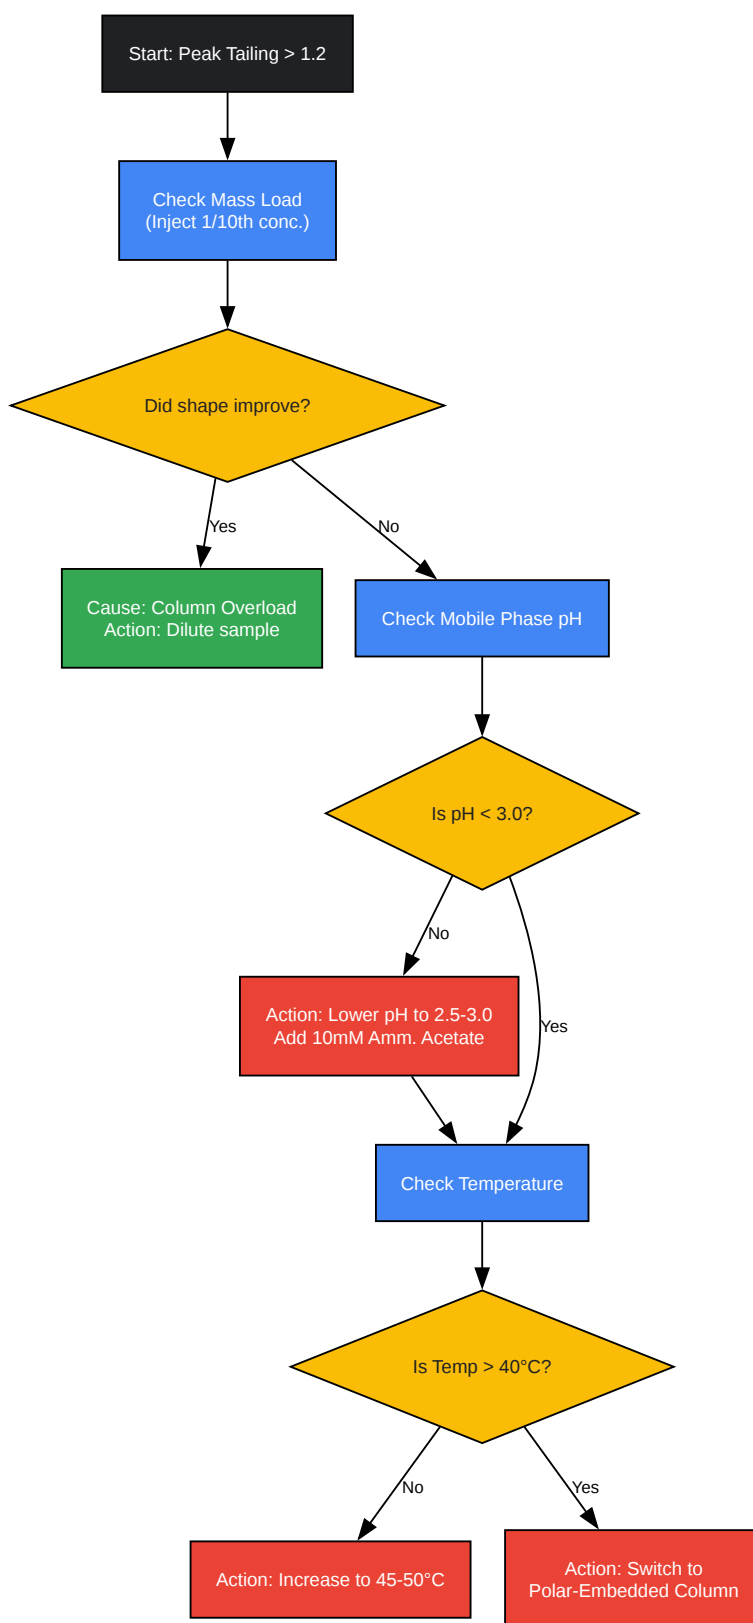 Start: Peak Tailing > 1.2
Check Mass Load
(Inject 1/10th conc.)
Did shape improve?
Yes
No
Cause: Column Overload
Action: Dilute sample
Check Mobile Phase pH
Is pH < 3.0?
No
Action: Lower pH to 2.5-3.0
Add 10mM Amm. Acetate
Yes
Check Temperature
Is Temp > 40°C?
No
Yes
Action: Increase to 45-50°C
Action: Switch to
Polar-Embedded Column